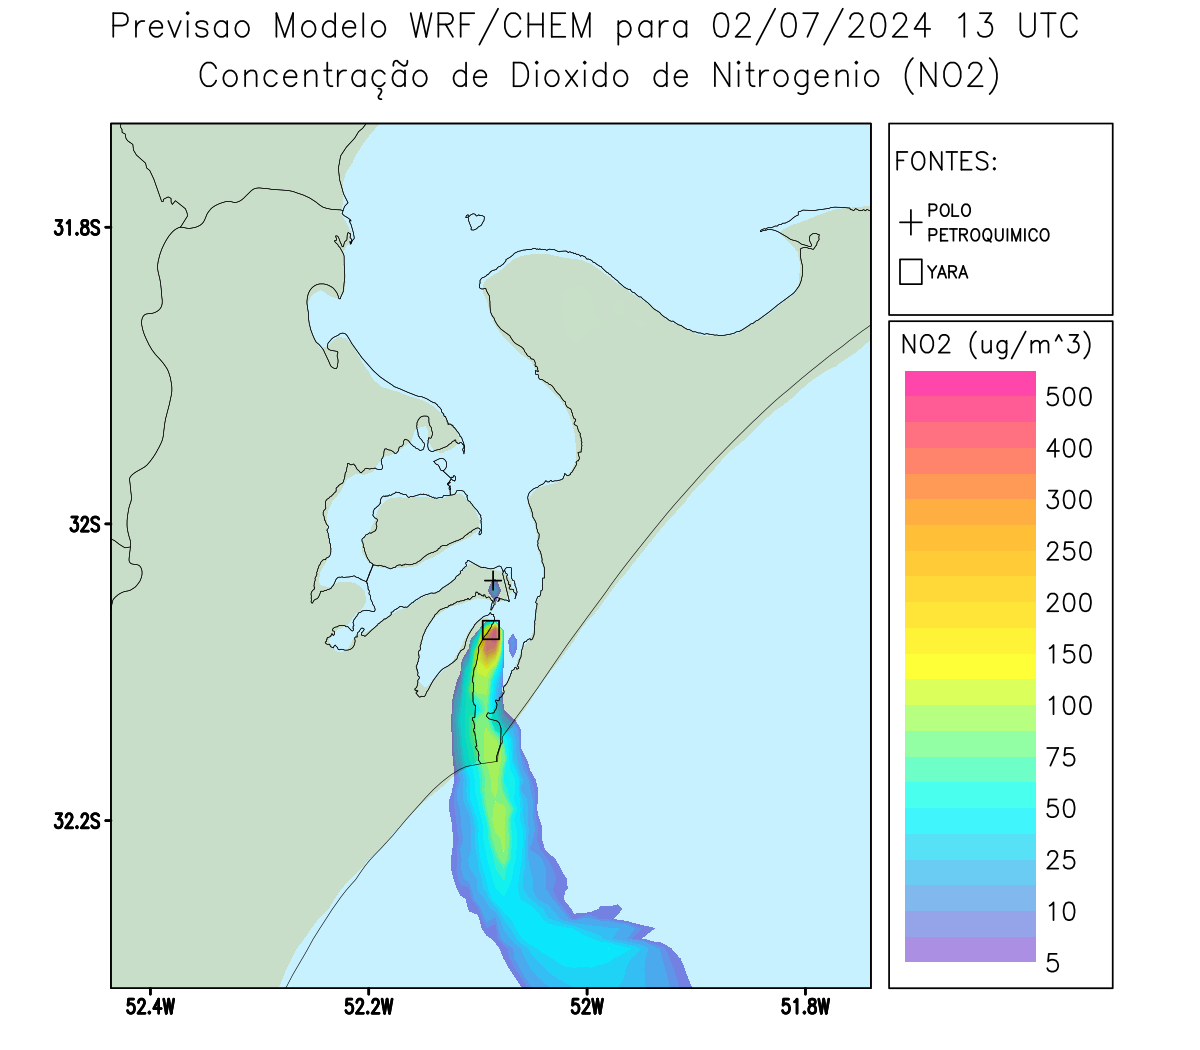 Previsao Modelo WRF/CHEM para 02/07/2024 13 UTC
Concentração de Dioxido de Nitrogenio (NO2)
FONTES:
POLO
PETROQUIMICO
YARA
NO2 (ug/m^3)
500
400
300
250
200
150
100
75
50
25
10
5
31.8S
32S
32.2S
52.4W
52.2W
52W
51.8W